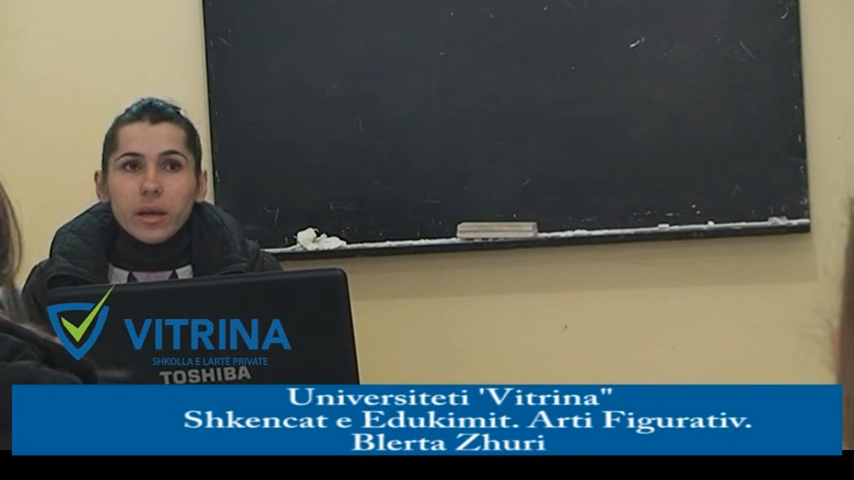 VITRINA
SHKOLLA E LARTË PRIVATE
TOSHIBA
Universiteti 'Vitrina"
Shkencat e Edukimit. Arti Figurativ.
Blerta Zhuri